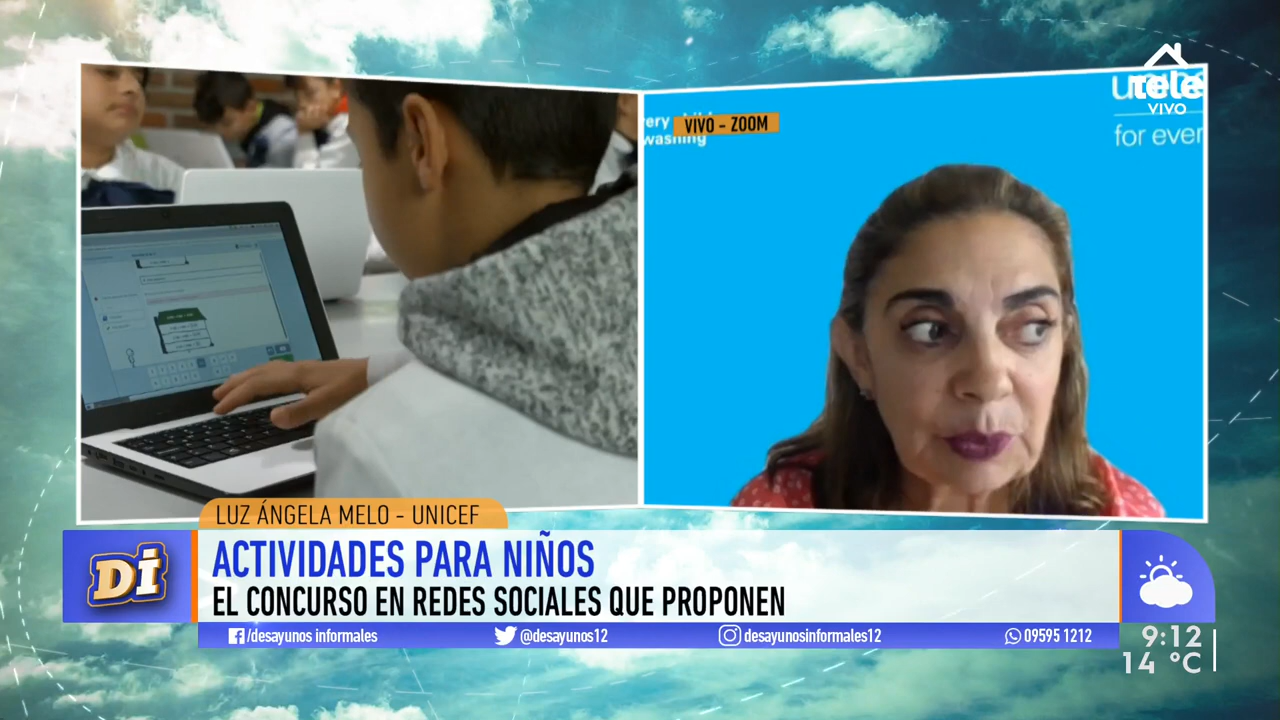 tele
VIVO
VIVO - ZOOM
for ever
LUZ ÁNGELA MELO - UNICEF
Di
ACTIVIDADES PARA NIÑOS
EL CONCURSO EN REDES SOCIALES QUE PROPONEN
/desayunos informales @desayunos12 desayunosinformales12 09595 1212
9:12
14 °C